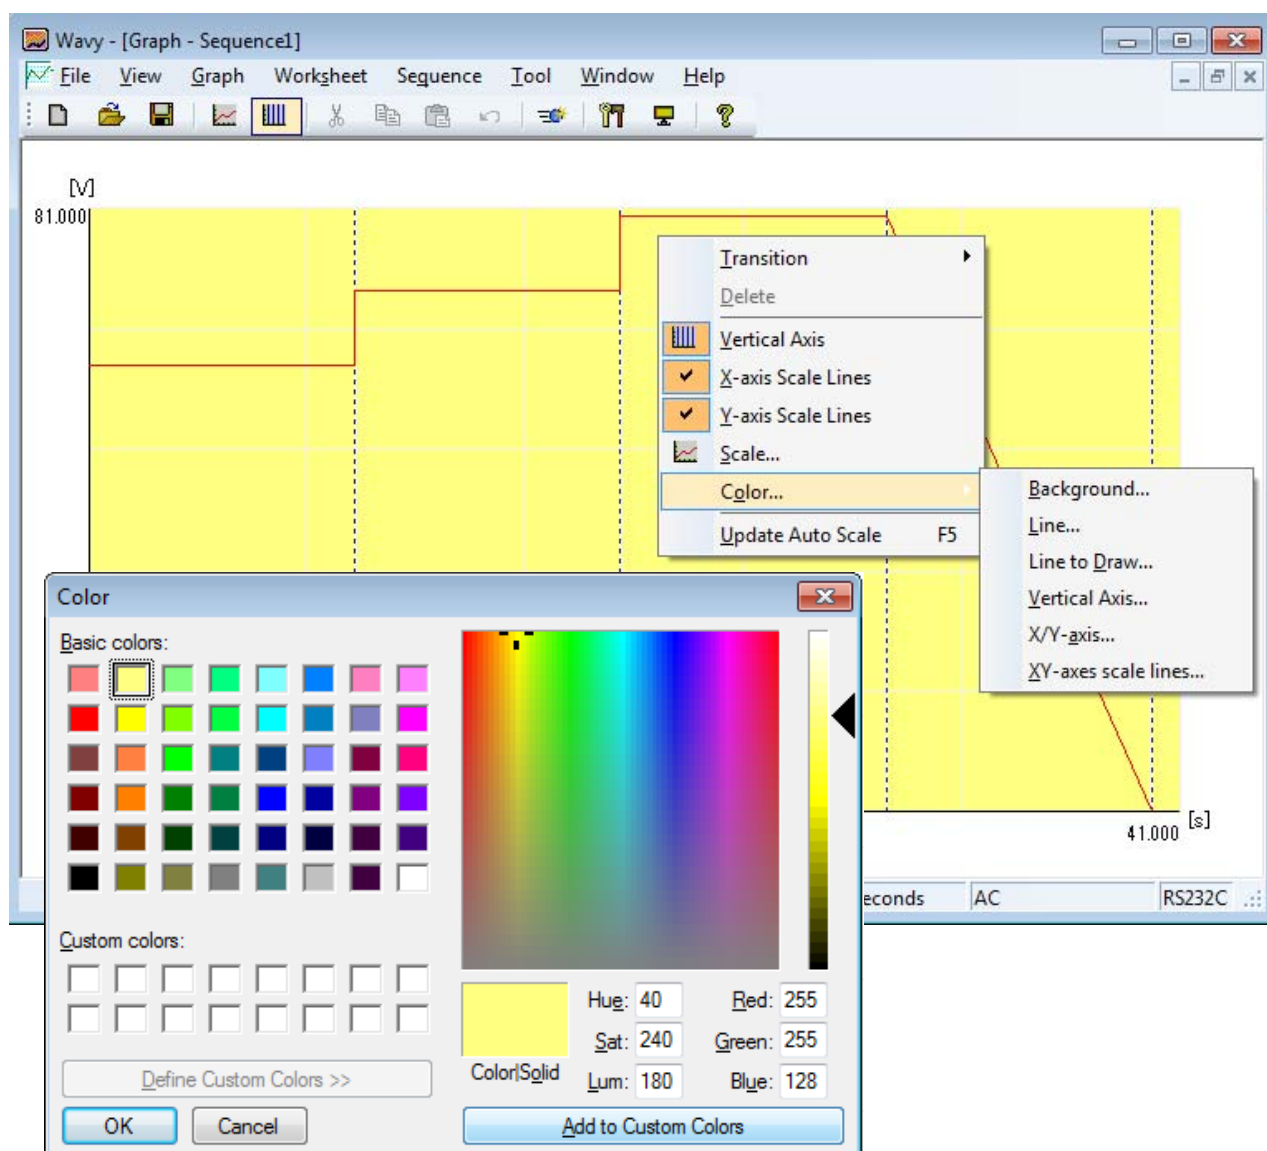 Wavy - [Graph - Sequence1]
File View Graph Worksheet Sequence Tool Window Help
[V]
81.000
Transition
Delete
Vertical Axis
X-axis Scale Lines
Y-axis Scale Lines
Scale...
Color...
Update Auto Scale F5
Background...
Line...
Line to Draw...
Vertical Axis...
X/Y-axis...
XY-axes scale lines...
41.000 [s]
econds AC RS232C
Color
Basic colors:
Custom colors:
Define Custom Colors >>
OK Cancel
Color|Solid
Hue: 40 Red: 255
Sat: 240 Green: 255
Lum: 180 Blue: 128
Add to Custom Colors